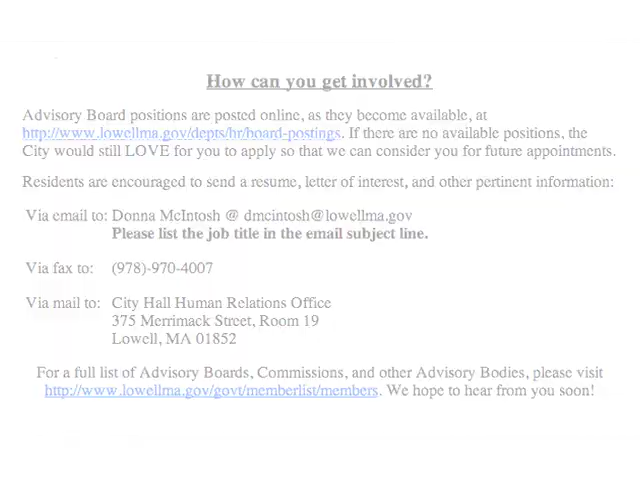 How can you get involved?
Advisory Board positions are posted online, as they become available, at
http://www.lowellma.gov/depts/hr/board-postings. If there are no available positions, the
City would still LOVE for you to apply so that we can consider you for future appointments.
Residents are encouraged to send a resume, letter of interest, and other pertinent information:
Via email to: Donna McIntosh @ dmcintosh@lowellma.gov
Please list the job title in the email subject line.
Via fax to: (978)-970-4007
Via mail to: City Hall Human Relations Office
375 Merrimack Street, Room 19
Lowell, MA 01852
For a full list of Advisory Boards, Commissions, and other Advisory Bodies, please visit
http://www.lowellma.gov/govt/memberlist/members. We hope to hear from you soon!